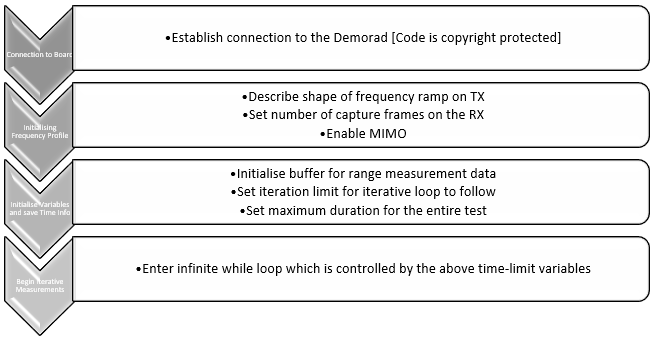 Connection to Board
•Establish connection to the Demorad [Code is copyright protected]
Initialising
Frequency Profile
•Describe shape of frequency ramp on TX
•Set number of capture frames on the RX
•Enable MIMO
Initialise Variables
and save Time Info
•Initialise buffer for range measurement data
•Set iteration limit for iterative loop to follow
•Set maximum duration for the entire test
Begin Iterative
Measurements
•Enter infinite while loop which is controlled by the above time-limit variables